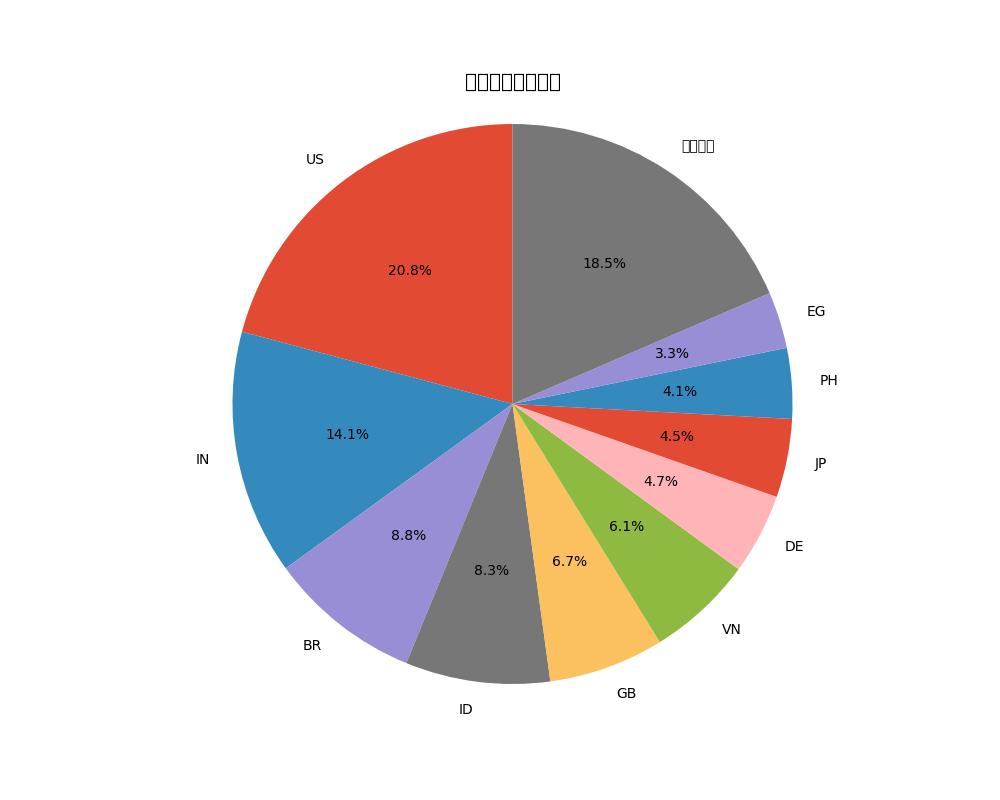 US
20.8%
18.5%
EG
3.3%
PH
4.1%
14.1%
4.5%
JP
IN
4.7%
8.8%
6.1%
DE
8.3%
6.7%
VN
BR
GB
ID